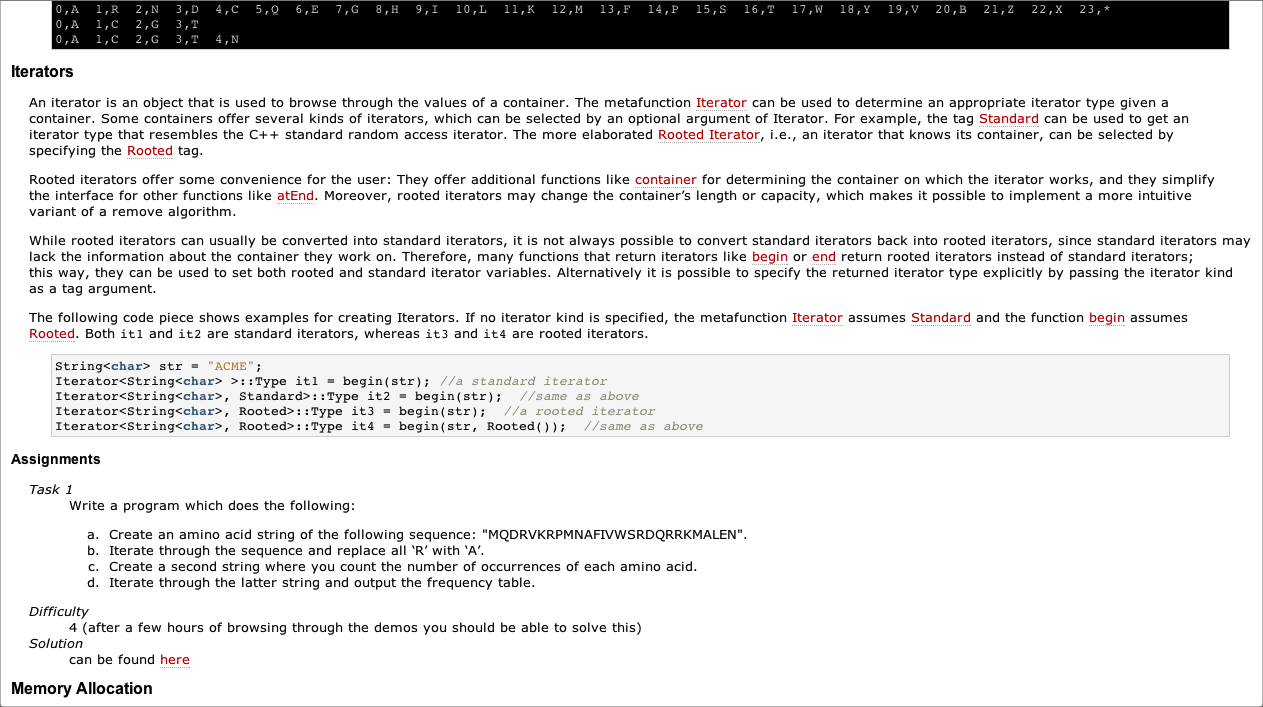 0,A 1,R 2,N 3,D 4,C 5,Q 6,E 7,G 8,H 9,I 10,L 11,K 12,M 13,F 14,P 15,S 16,T 17,W 18,Y 19,V 20,B 21,Z 22,X 23,*
0,A 1,C 2,G 3,T
0,A 1,C 2,G 3,T 4,N
Iterators
An iterator is an object that is used to browse through the values of a container. The metafunction Iterator can be used to determine an appropriate iterator type given a
container. Some containers offer several kinds of iterators, which can be selected by an optional argument of Iterator. For example, the tag Standard can be used to get an
iterator type that resembles the C++ standard random access iterator. The more elaborated Rooted Iterator, i.e., an iterator that knows its container, can be selected by
specifying the Rooted tag.
Rooted iterators offer some convenience for the user: They offer additional functions like container for determining the container on which the iterator works, and they simplify
the interface for other functions like atEnd. Moreover, rooted iterators may change the container's length or capacity, which makes it possible to implement a more intuitive
variant of a remove algorithm.
While rooted iterators can usually be converted into standard iterators, it is not always possible to convert standard iterators back into rooted iterators, since standard iterators may
lack the information about the container they work on. Therefore, many functions that return iterators like begin or end return rooted iterators instead of standard iterators;
this way, they can be used to set both rooted and standard iterator variables. Alternatively it is possible to specify the returned iterator type explicitly by passing the iterator kind
as a tag argument.
The following code piece shows examples for creating Iterators. If no iterator kind is specified, the metafunction Iterator assumes Standard and the function begin assumes
Rooted. Both it1 and it2 are standard iterators, whereas it3 and it4 are rooted iterators.
String<char> str = "ACME";
Iterator<String<char> >::Type it1 = begin(str); //a standard iterator
Iterator<String<char>, Standard>::Type it2 = begin(str); //same as above
Iterator<String<char>, Rooted>::Type it3 = begin(str); //a rooted iterator
Iterator<String<char>, Rooted>::Type it4 = begin(str, Rooted()); //same as above
Assignments
Task 1
Write a program which does the following:
a. Create an amino acid string of the following sequence: "MQDRVKRPMNAFIVWSRDQRRKMALEN".
b. Iterate through the sequence and replace all ‘R’ with ‘A’.
c. Create a second string where you count the number of occurrences of each amino acid.
d. Iterate through the latter string and output the frequency table.
Difficulty
4 (after a few hours of browsing through the demos you should be able to solve this)
Solution
can be found here
Memory Allocation